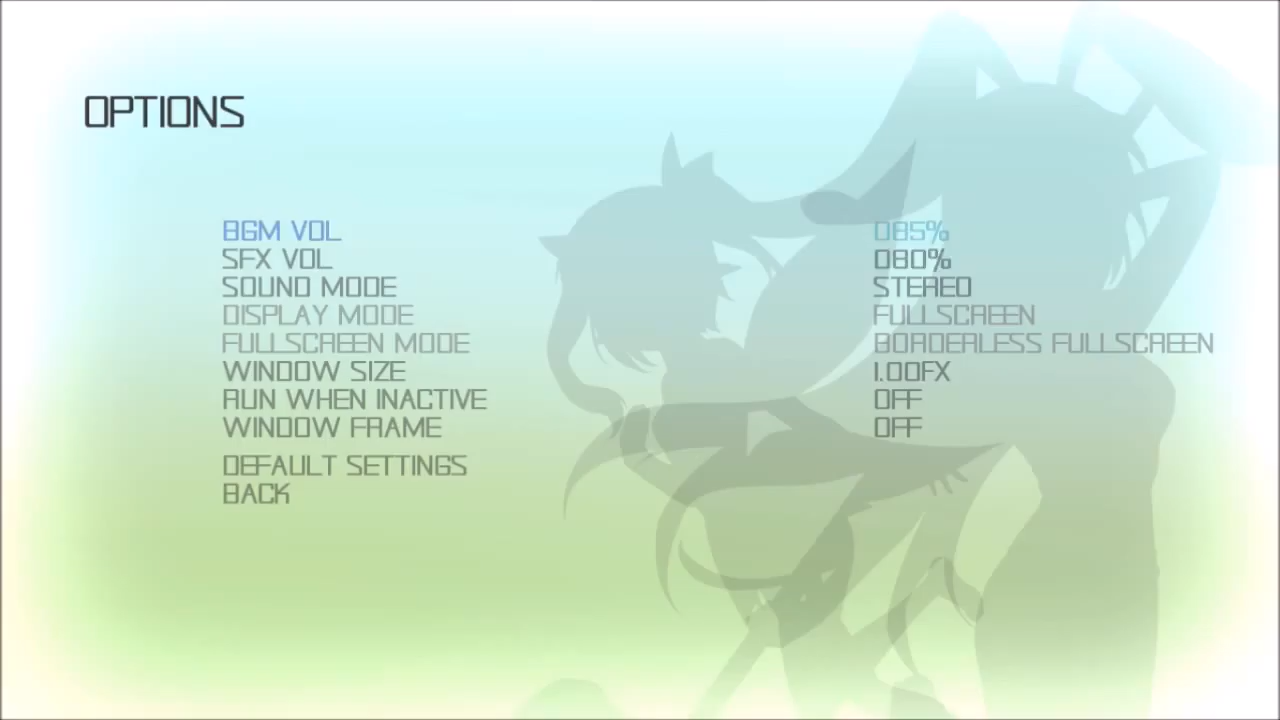 OPTIONS
BGM VOL 085%
SFX VOL 080%
SOUND MODE STEREO
DISPLAY MODE FULLSCREEN
FULLSCREEN MODE BORDERLESS FULLSCREEN
WINDOW SIZE 1.00FX
RUN WHEN INACTIVE OFF
WINDOW FRAME OFF
DEFAULT SETTINGS
BACK